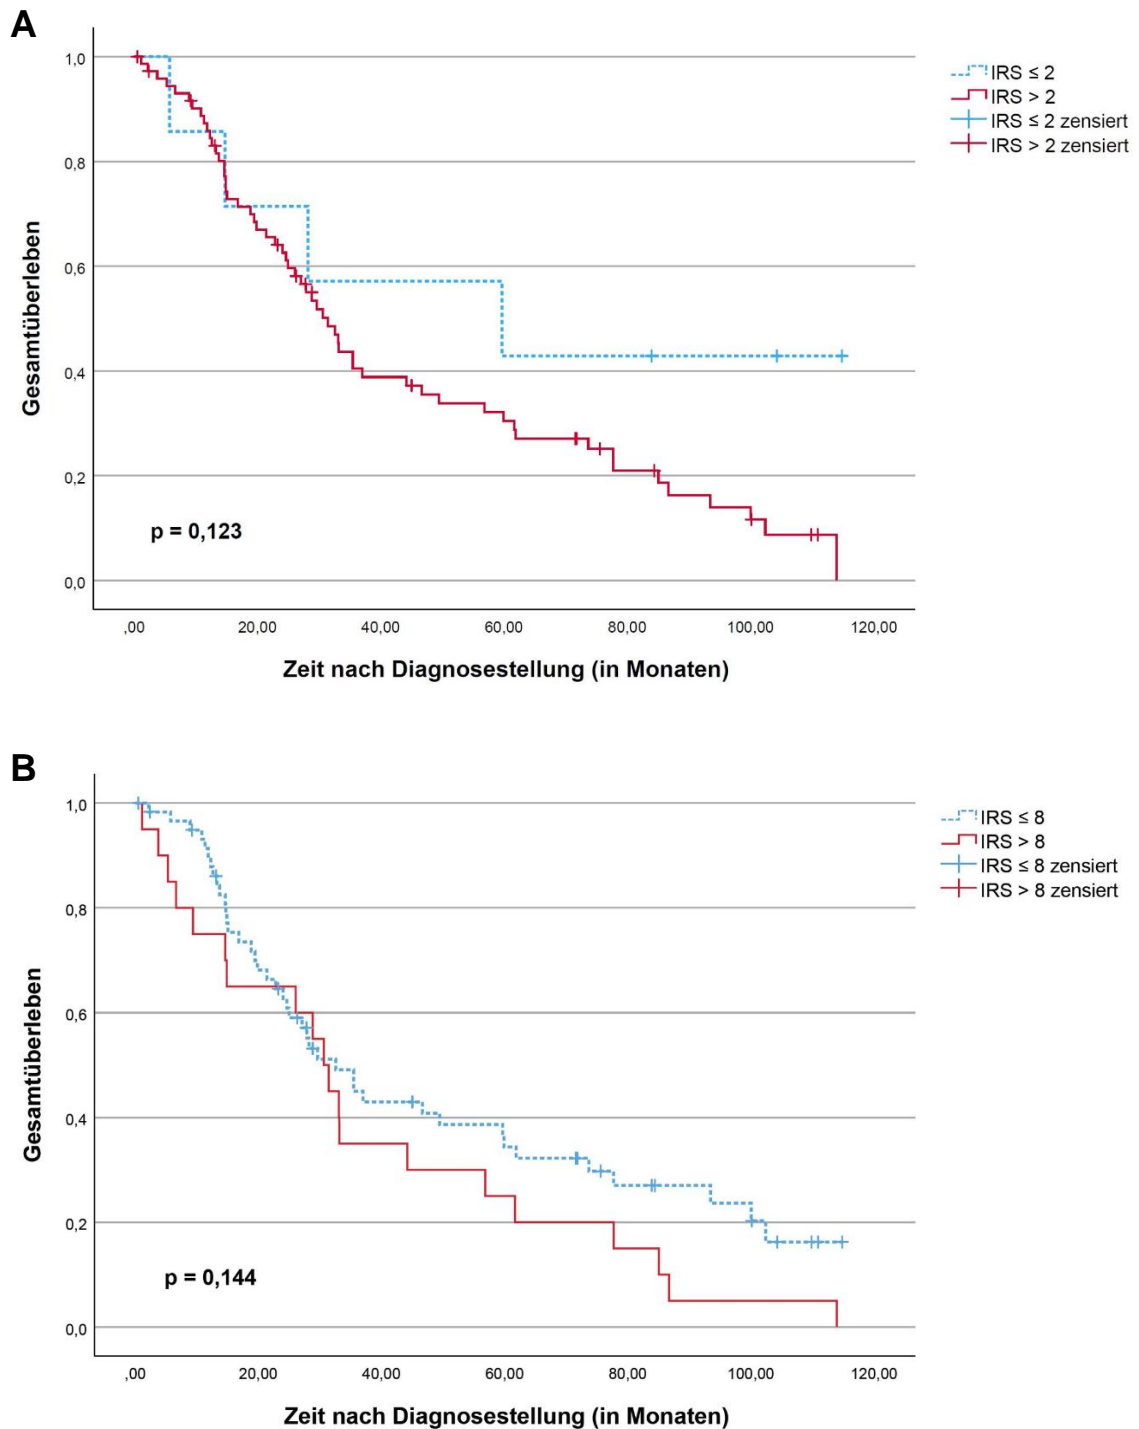 A
1,0
0,8
0,6
0,4
0,2
0,0
Gesamtüberleben
IRS ≤ 2
IRS > 2
IRS ≤ 2 zensiert
IRS > 2 zensiert
p = 0,123
,00 20,00 40,00 60,00 80,00 100,00 120,00
Zeit nach Diagnosestellung (in Monaten)
B
1,0
0,8
0,6
0,4
0,2
0,0
Gesamtüberleben
IRS ≤ 8
IRS > 8
IRS ≤ 8 zensiert
IRS > 8 zensiert
p = 0,144
,00 20,00 40,00 60,00 80,00 100,00 120,00
Zeit nach Diagnosestellung (in Monaten)